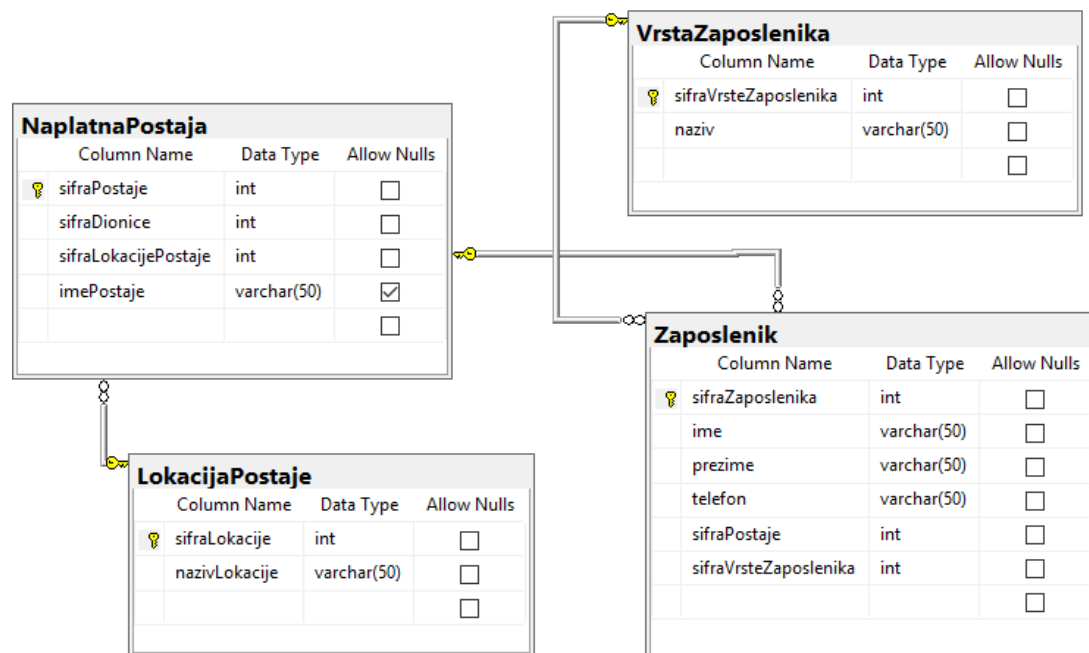 VrstaZaposlenika
Column Name Data Type Allow Nulls
sifraVrsteZaposlenika int
naziv varchar(50)
NaplatnaPostaja
Column Name Data Type Allow Nulls
sifraPostaje int
sifraDionice int
sifraLokacijePostaje int
imePostaje varchar(50)
Zaposlenik
Column Name Data Type Allow Nulls
sifraZaposlenika int
ime varchar(50)
prezime varchar(50)
telefon varchar(50)
sifraPostaje int
sifraVrsteZaposlenika int
LokacijaPostaje
Column Name Data Type Allow Nulls
sifraLokacije int
nazivLokacije varchar(50)